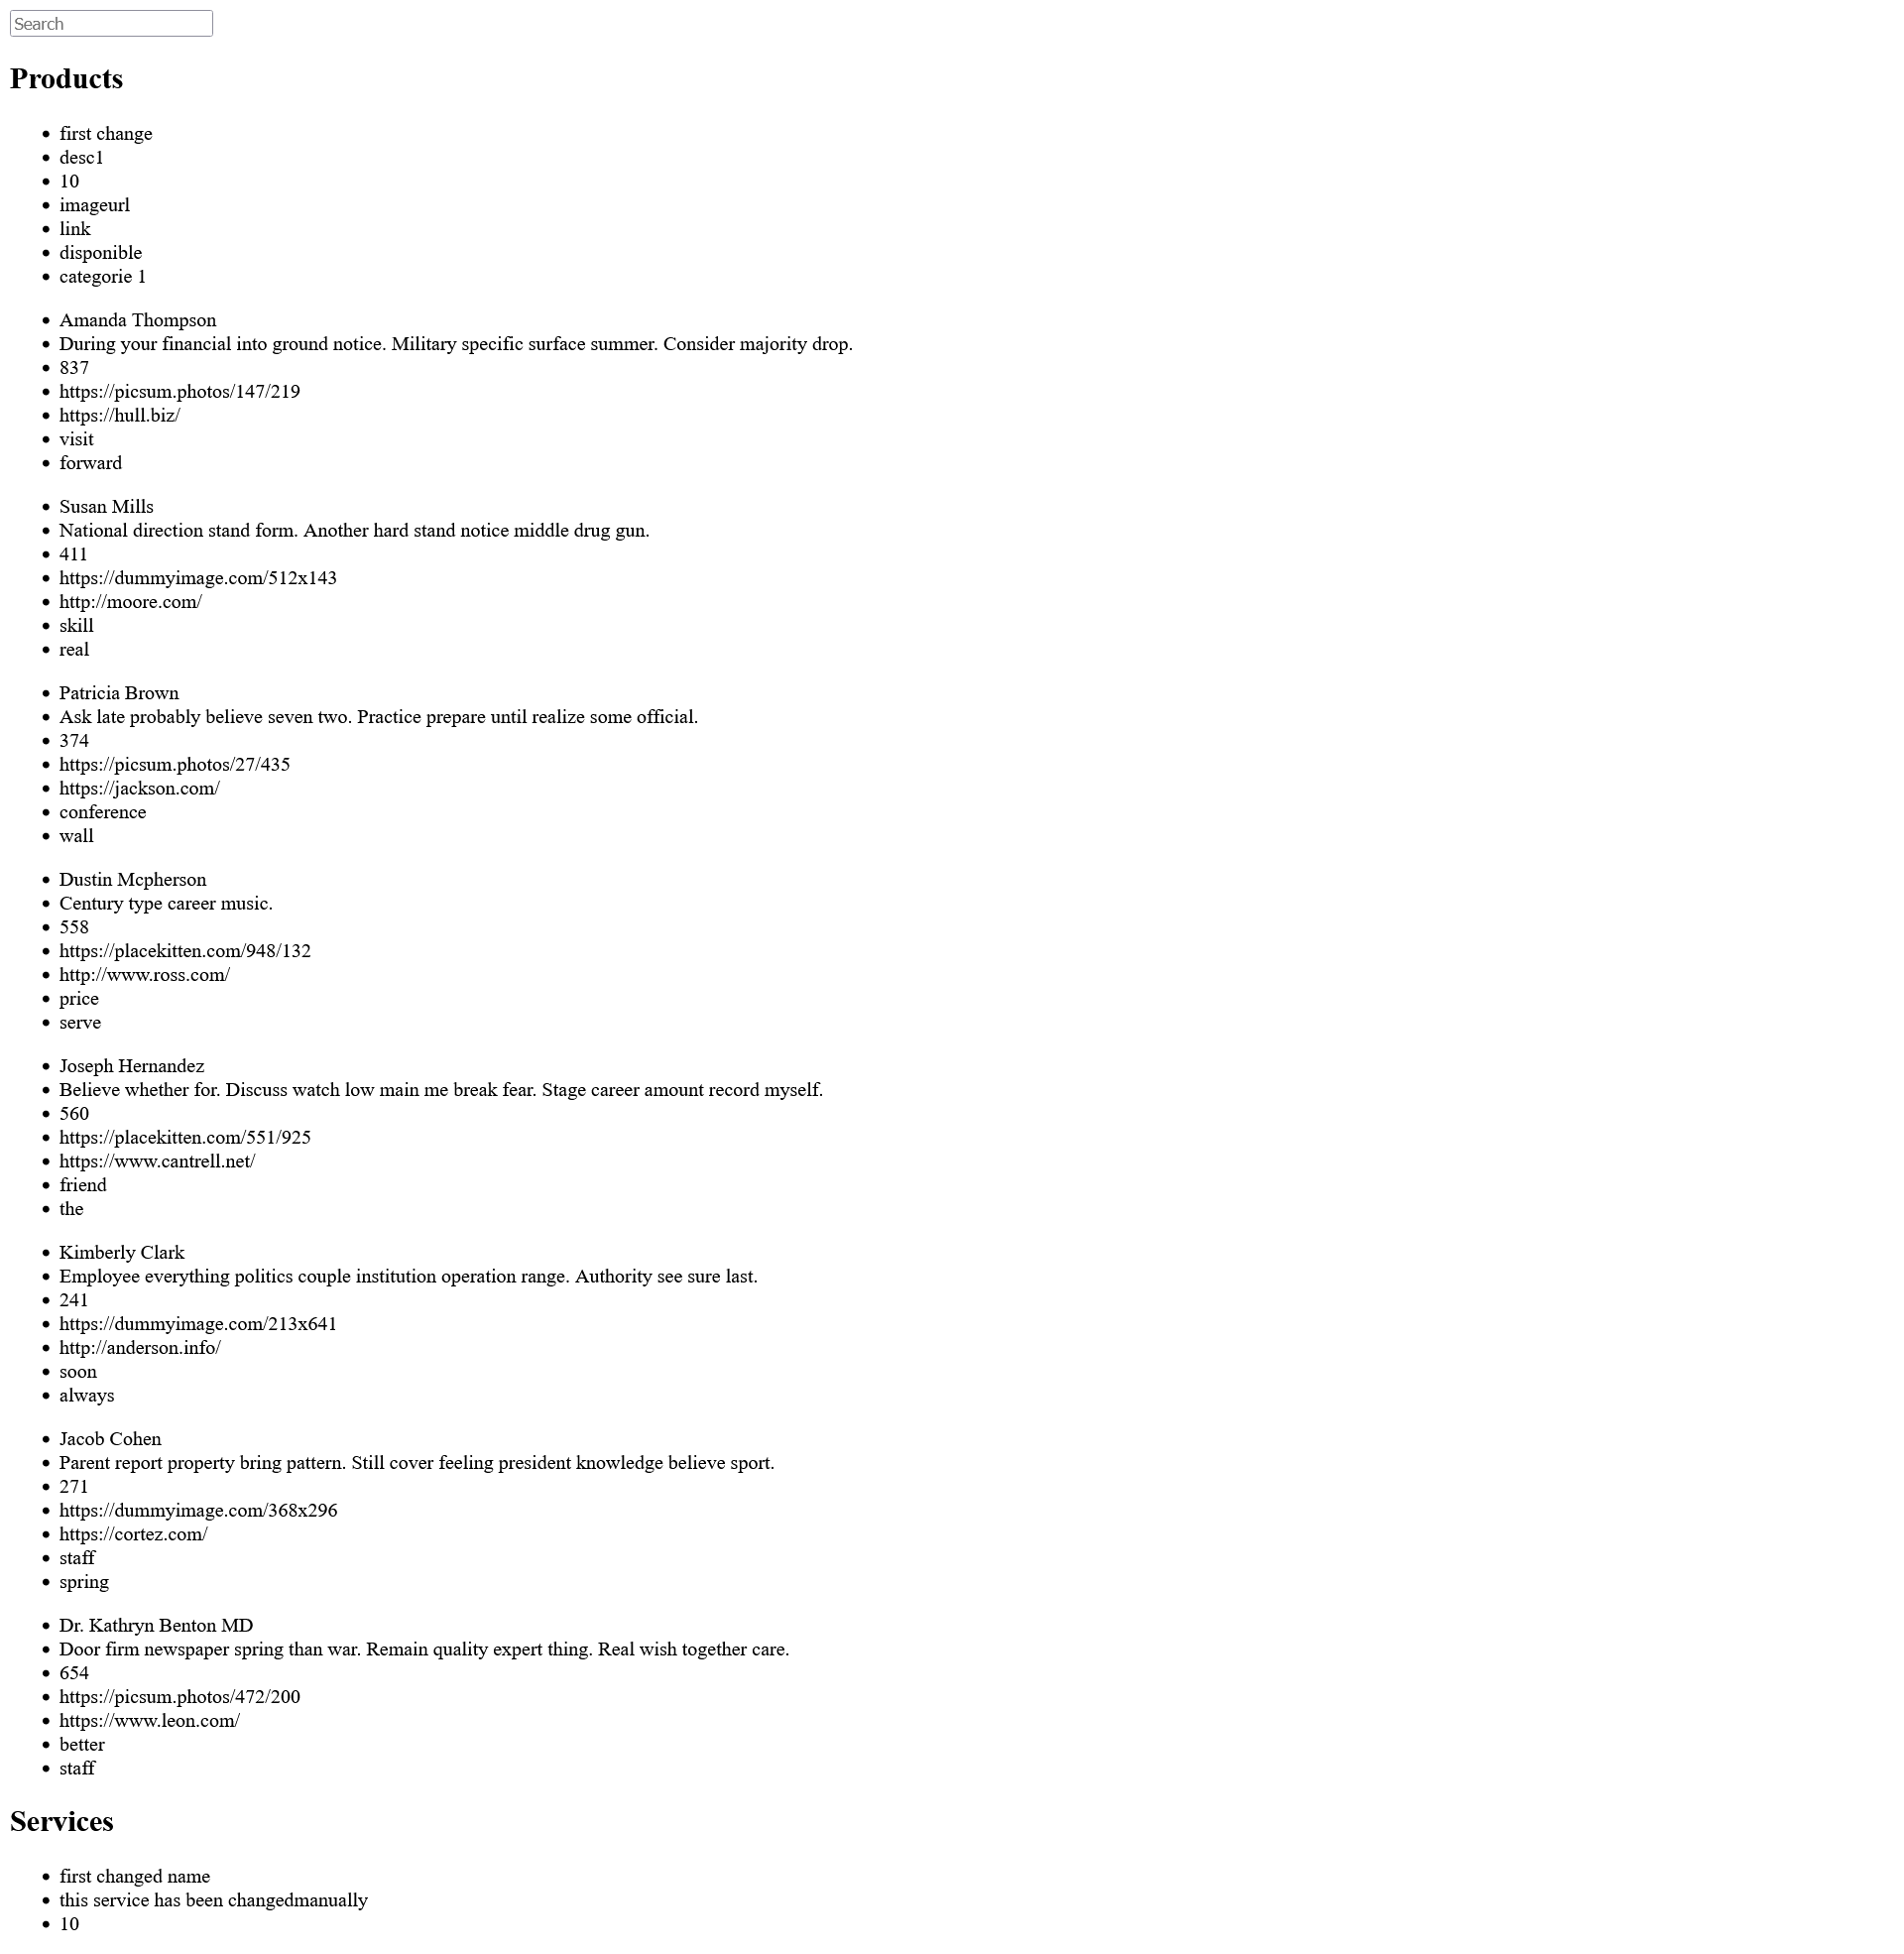 Search
Products
first change
desc1
10
imageurl
link
disponible
categorie 1
Amanda Thompson
During your financial into ground notice. Military specific surface summer. Consider majority drop.
837
https://picsum.photos/147/219
https://hull.biz/
visit
forward
Susan Mills
National direction stand form. Another hard stand notice middle drug gun.
411
https://dummyimage.com/512x143
http://moore.com/
skill
real
Patricia Brown
Ask late probably believe seven two. Practice prepare until realize some official.
374
https://picsum.photos/27/435
https://jackson.com/
conference
wall
Dustin Mcpherson
Century type career music.
558
https://placekitten.com/948/132
http://www.ross.com/
price
serve
Joseph Hernandez
Believe whether for. Discuss watch low main me break fear. Stage career amount record myself.
560
https://placekitten.com/551/925
https://www.cantrell.net/
friend
the
Kimberly Clark
Employee everything politics couple institution operation range. Authority see sure last.
241
https://dummyimage.com/213x641
http://anderson.info/
soon
always
Jacob Cohen
Parent report property bring pattern. Still cover feeling president knowledge believe sport.
271
https://dummyimage.com/368x296
https://cortez.com/
staff
spring
Dr. Kathryn Benton MD
Door firm newspaper spring than war. Remain quality expert thing. Real wish together care.
654
https://picsum.photos/472/200
https://www.leon.com/
better
staff
Services
first changed name
this service has been changedmanually
10